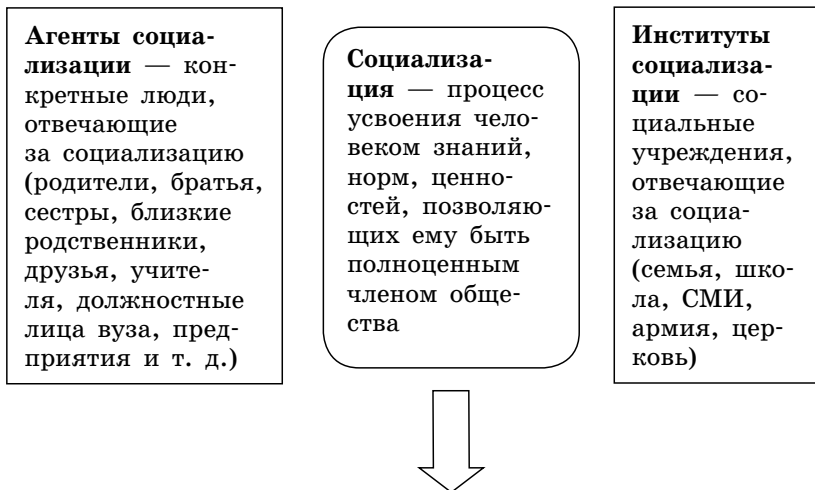 Агенты социа-
лизации — кон-
кретные люди,
отвечающие
за социализацию
(родители, братья,
сестры, близкие
родственники,
друзья, учите-
ля, должностные
лица вуза, пред-
приятия и т. д.)
Социализа-
ция — процесс
усвоения чело-
веком знаний,
норм, ценно-
стей, позволяю-
щих ему быть
полноценным
членом обще-
ства
Институты
социализа-
ции — со-
циальные
учреждения,
отвечающие
за социа-
лизацию
(семья, шко-
ла, СМИ,
армия, цер-
ковь)